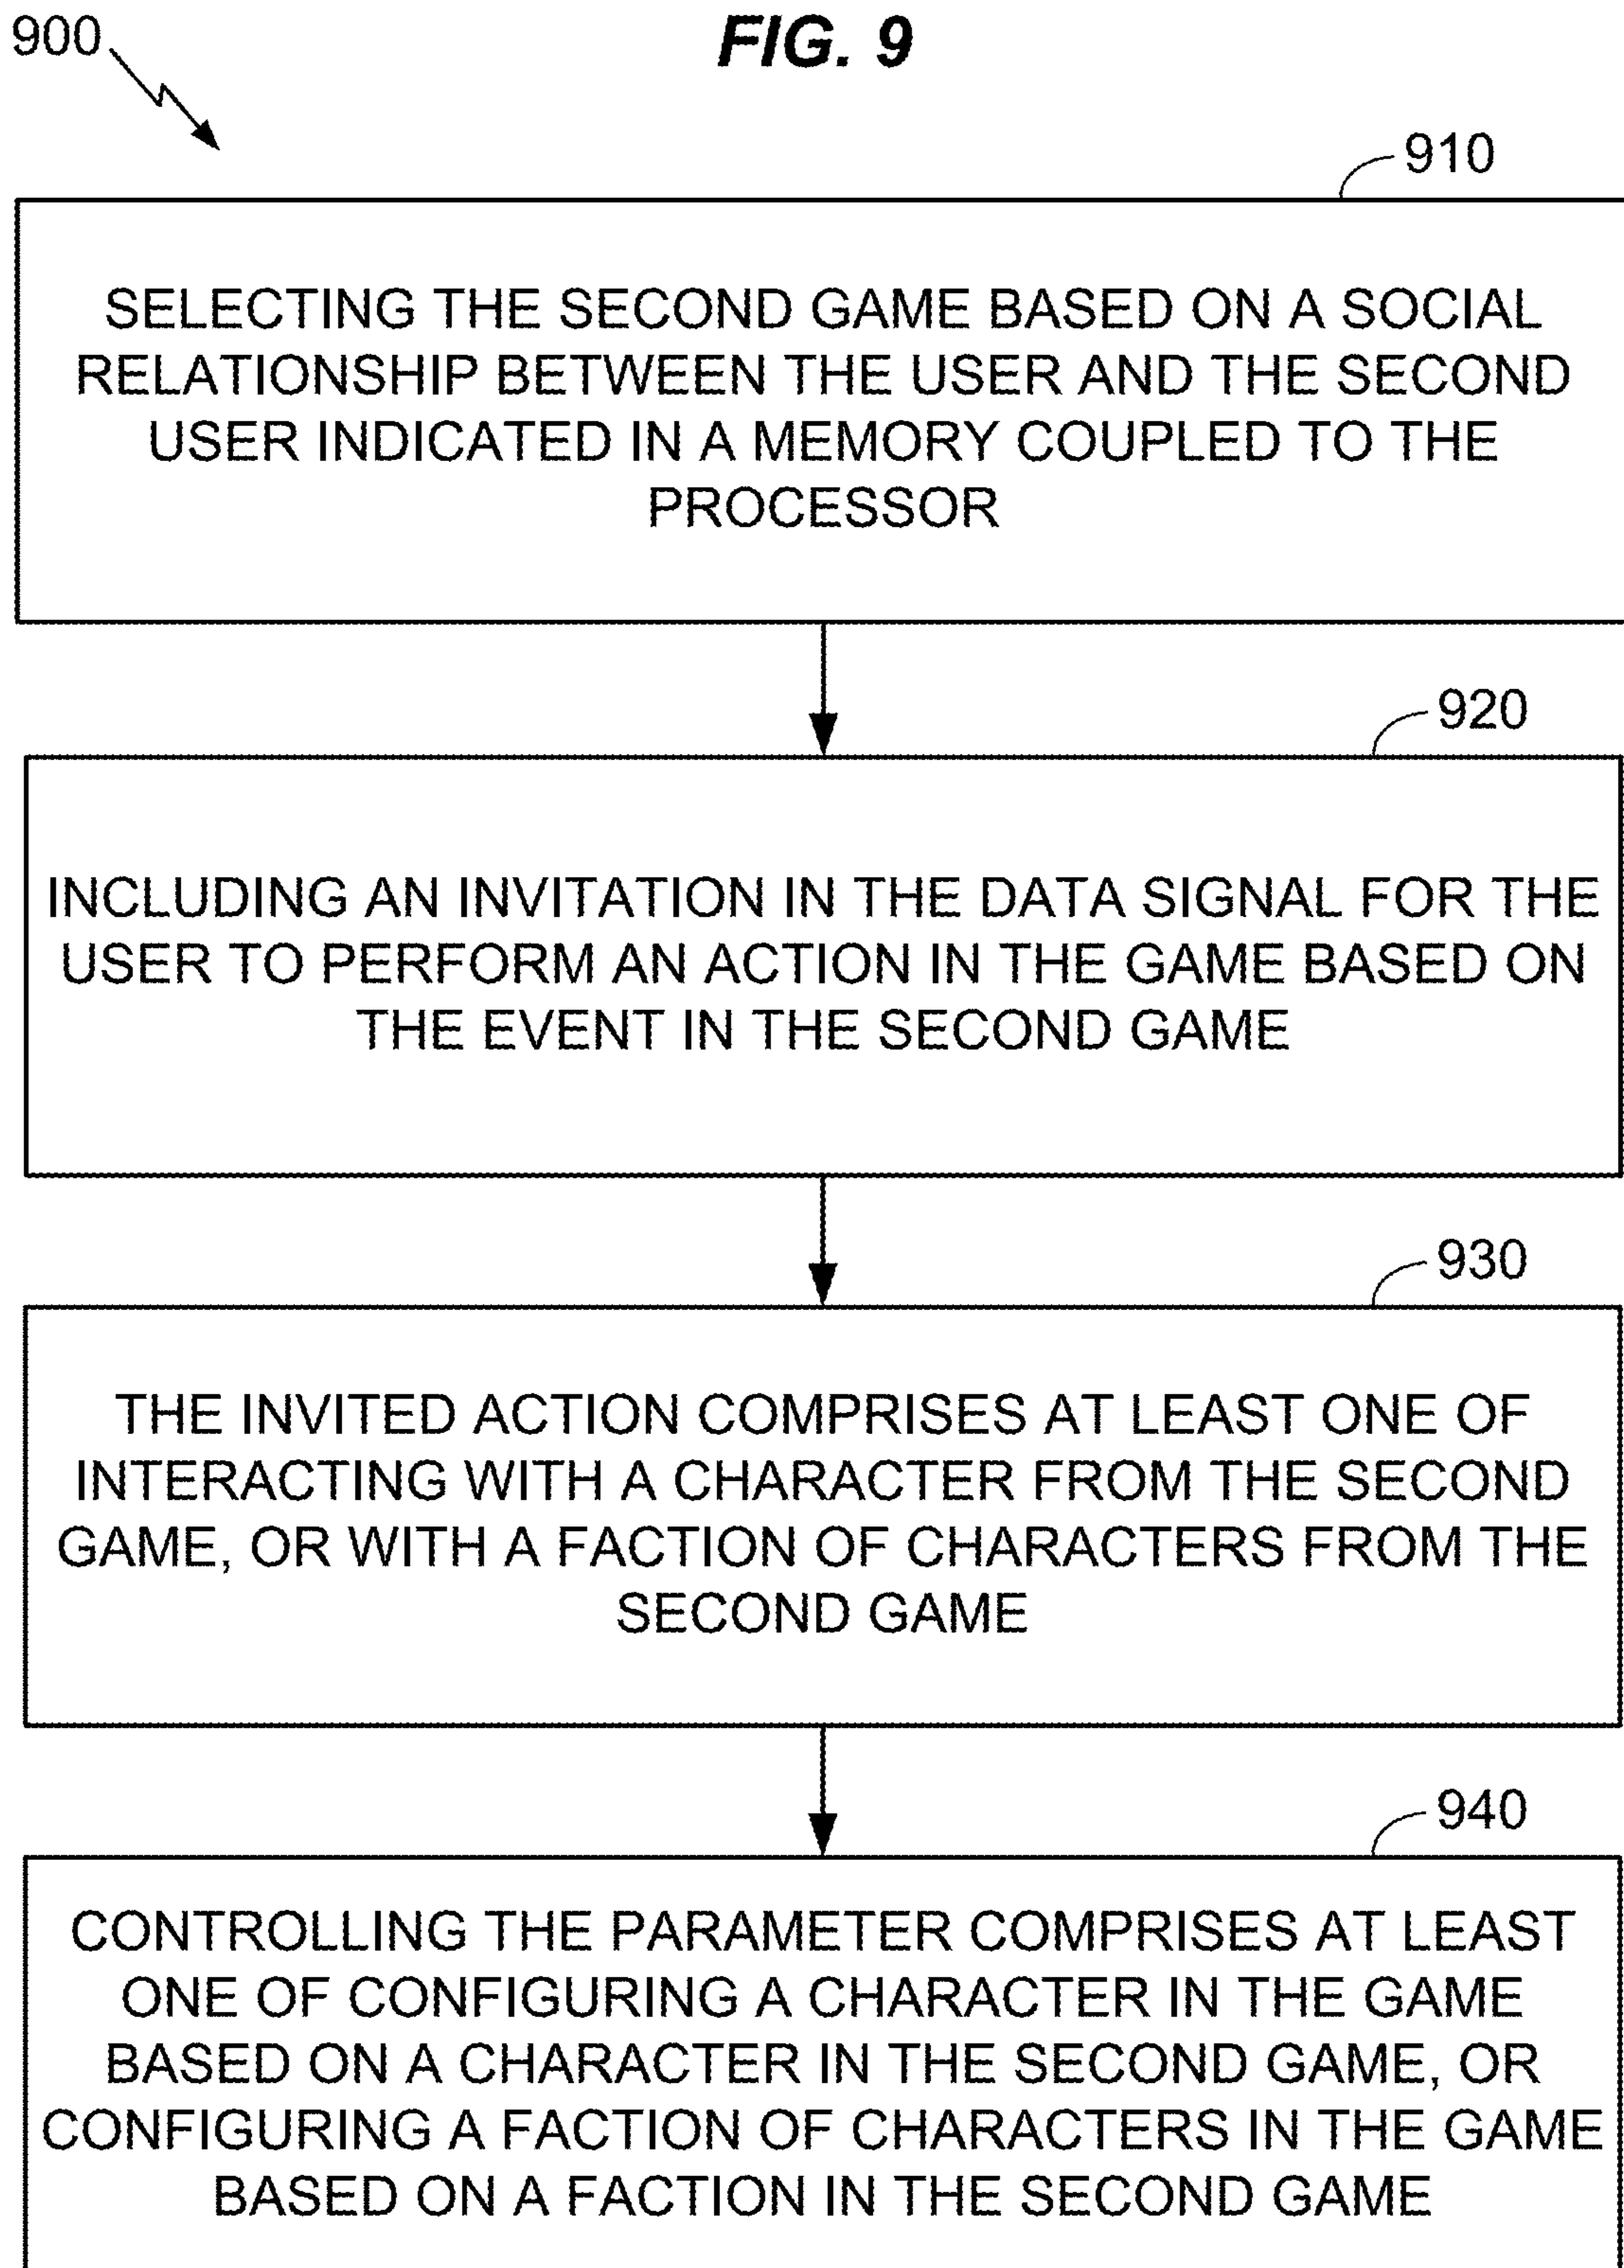 900
FIG. 9
910
SELECTING THE SECOND GAME BASED ON A SOCIAL
RELATIONSHIP BETWEEN THE USER AND THE SECOND
USER INDICATED IN A MEMORY COUPLED TO THE
PROCESSOR
920
INCLUDING AN INVITATION IN THE DATA SIGNAL FOR THE
USER TO PERFORM AN ACTION IN THE GAME BASED ON
THE EVENT IN THE SECOND GAME
930
THE INVITED ACTION COMPRISES AT LEAST ONE OF
INTERACTING WITH A CHARACTER FROM THE SECOND
GAME, OR WITH A FACTION OF CHARACTERS FROM THE
SECOND GAME
940
CONTROLLING THE PARAMETER COMPRISES AT LEAST
ONE OF CONFIGURING A CHARACTER IN THE GAME
BASED ON A CHARACTER IN THE SECOND GAME, OR
CONFIGURING A FACTION OF CHARACTERS IN THE GAME
BASED ON A FACTION IN THE SECOND GAME